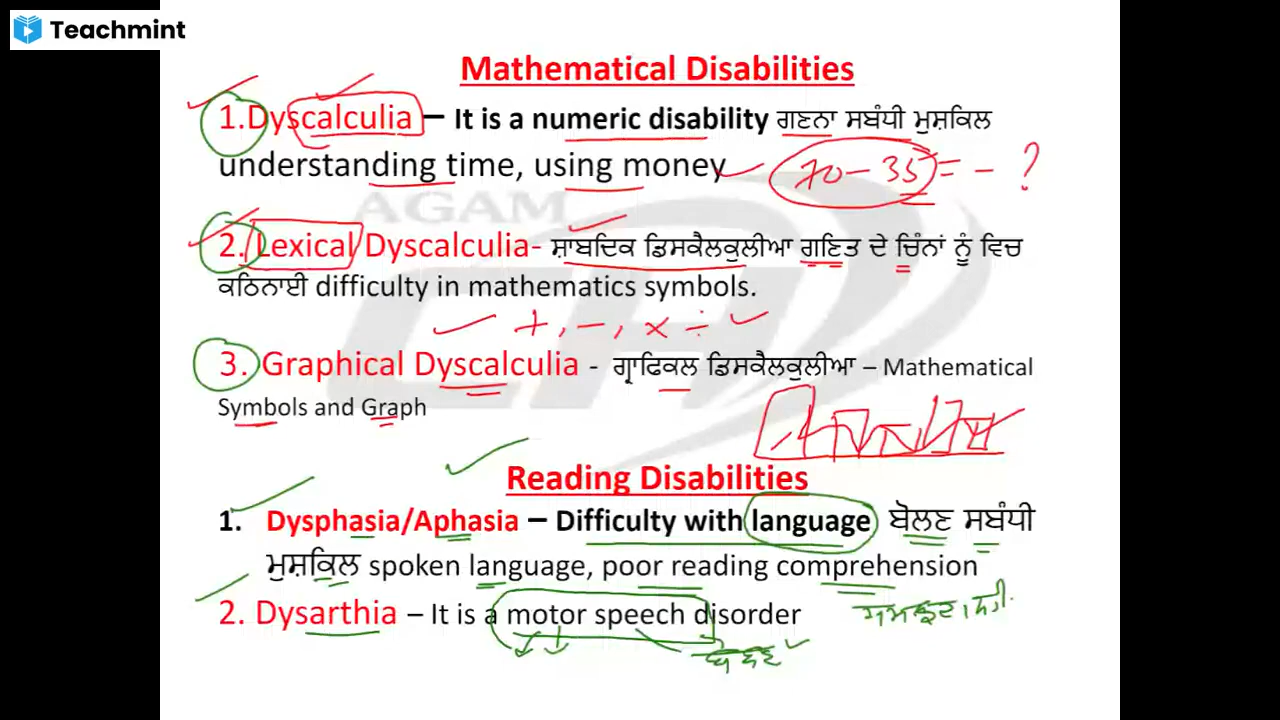 Teachmint
Mathematical Disabilities
1.Dyscalculia – It is a numeric disability ਗਣਨਾ ਸਬੰਧੀ ਮੁਸ਼ਕਿਲ
understanding time, using money 70 - 35 = - ?
AGAM
2. Lexical Dyscalculia- ਸ਼ਾਬਦਿਕ ਡਿਸਕੈਲਕੁਲੀਆ ਗਣਿਤ ਦੇ ਚਿੰਨਾਂ ਨੂੰ ਵਿਚ
ਕਠਿਨਾਈ difficulty in mathematics symbols.
+, -, × ÷
3. Graphical Dyscalculia - ਗ੍ਰਾਫਿਕਲ ਡਿਸਕੈਲਕੁਲੀਆ – Mathematical
Symbols and Graph
Reading Disabilities
1. Dysphasia/Aphasia – Difficulty with language ਬੋਲਣ ਸਬੰਧੀ
ਮੁਸ਼ਕਿਲ spoken language, poor reading comprehension
2. Dysarthia – It is a motor speech disorder